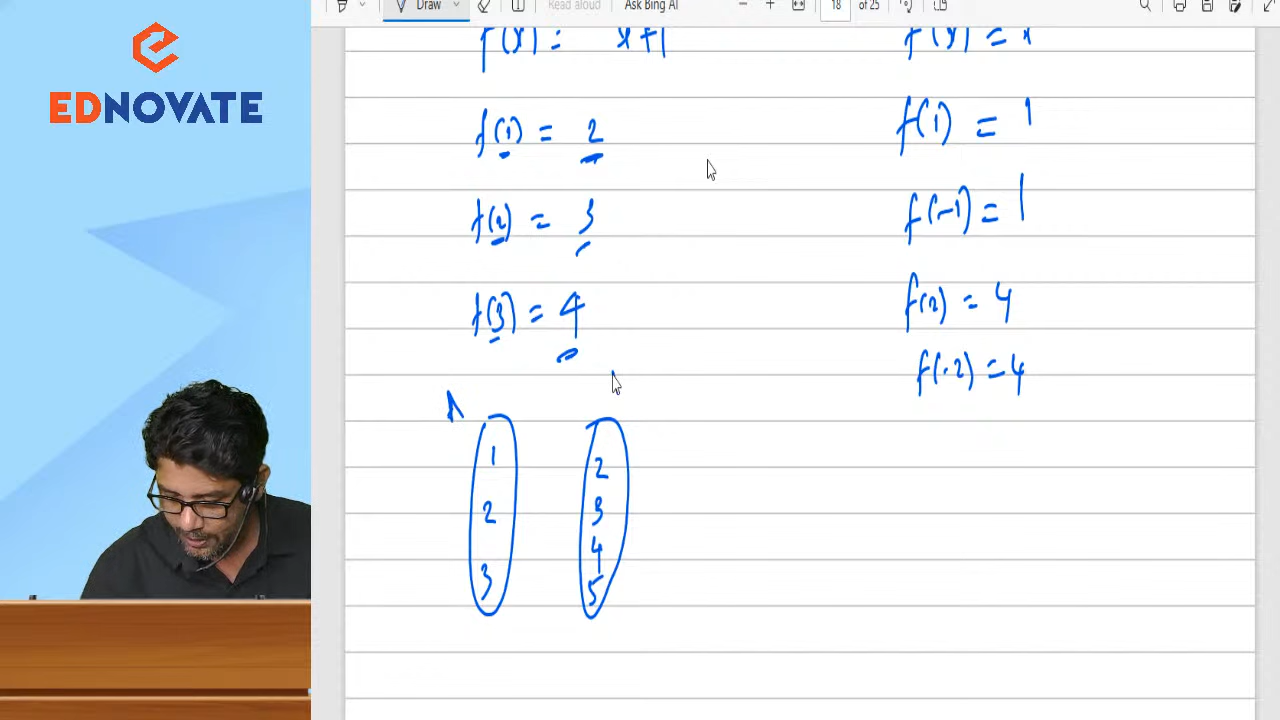 Draw
Read aloud
Ask Bing AI
18
of 25
EDNOVATE
f(x) = x+1
f(1) = 2
f(2) = 3
f(3) = 4
A
1
2
3
2
3
4
5
f(x) = x
f(1) = 1
f(-1) = 1
f(2) = 4
f(-2) = 4